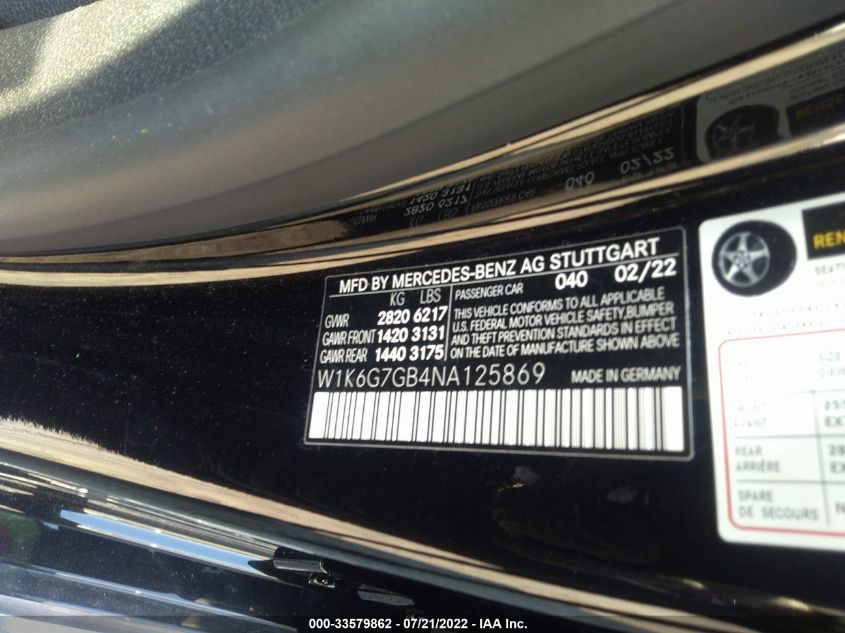 MFD BY MERCEDES-BENZ AG STUTTGART
KG LBS PASSENGER CAR 040 02/22
GVWR 2820 6217
GAWR FRONT 1420 3131
GAWR REAR 1440 3175
THIS VEHICLE CONFORMS TO ALL APPLICABLE
U.S. FEDERAL MOTOR VEHICLE SAFETY, BUMPER
AND THEFT PREVENTION STANDARDS IN EFFECT
ON THE DATE OF MANUFACTURE SHOWN ABOVE
W1K6G7GB4NA125869 MADE IN GERMANY
REAR
ARRIÈRE
SPARE
DE SECOURS
000-33579862 - 07/21/2022 - IAA Inc.